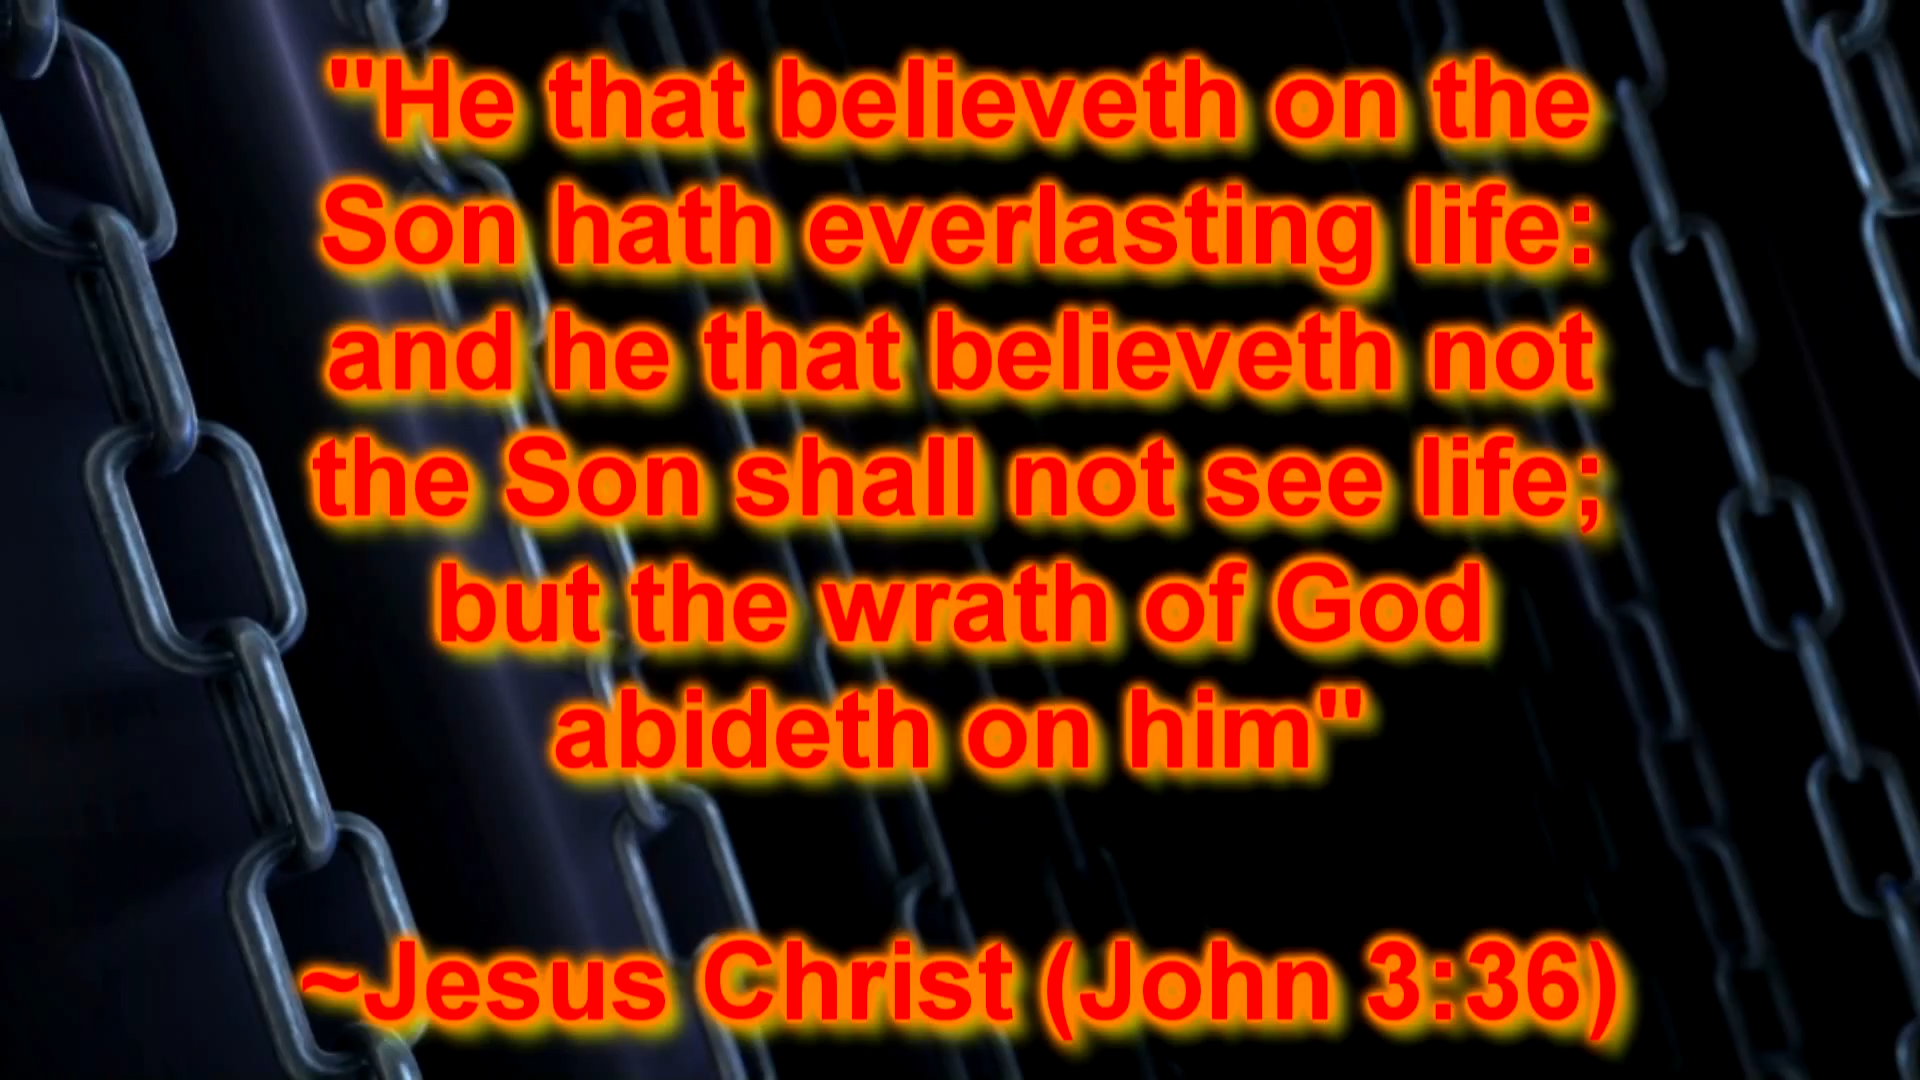 "He that believeth on the
Son hath everlasting life:
and he that believeth not
the Son shall not see life;
but the wrath of God
abideth on him"
~Jesus Christ (John 3:36)